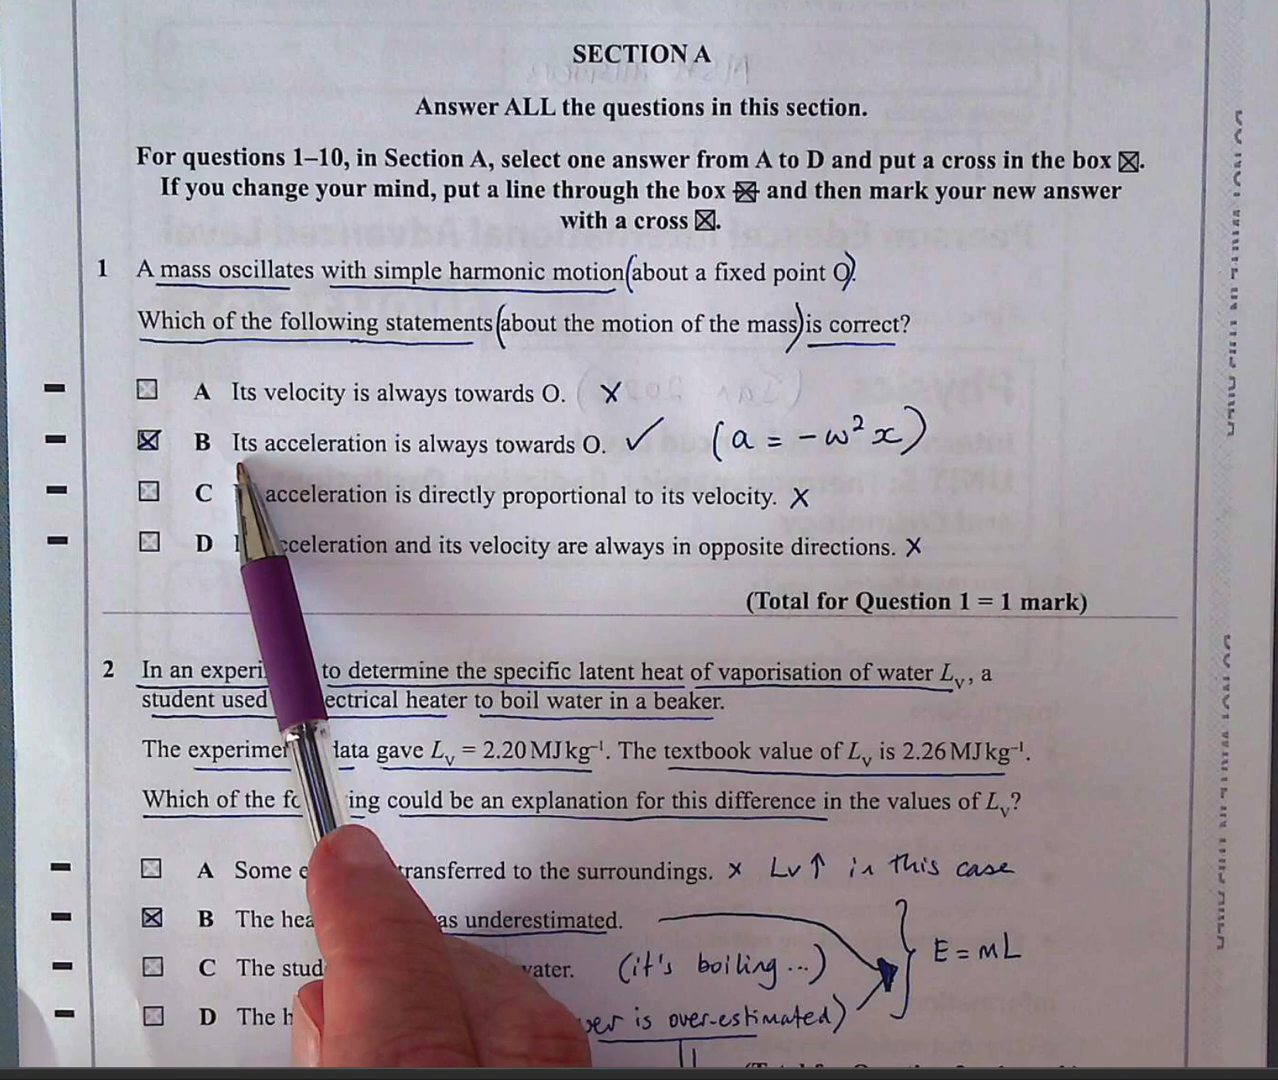 SECTION A
Answer ALL the questions in this section.
For questions 1–10, in Section A, select one answer from A to D and put a cross in the box ☒.
If you change your mind, put a line through the box ☒ and then mark your new answer
with a cross ☒.
1 A mass oscillates with simple harmonic motion (about a fixed point O).
Which of the following statements (about the motion of the mass) is correct?
A Its velocity is always towards O. x
B Its acceleration is always towards O. ✓ (a = -ω²x)
C acceleration is directly proportional to its velocity. x
D acceleration and its velocity are always in opposite directions. x
(Total for Question 1 = 1 mark)
2 In an experi to determine the specific latent heat of vaporisation of water Lv, a
student used electrical heater to boil water in a beaker.
The experime data gave Lv = 2.20 MJ kg⁻¹. The textbook value of Lv is 2.26 MJ kg⁻¹.
Which of the following could be an explanation for this difference in the values of Lv?
A Some transferred to the surroundings. x Lv↑ in this case
B The hea as underestimated.
E = mL
C The stud water. (it's boiling...)
D The h is over-estimated)